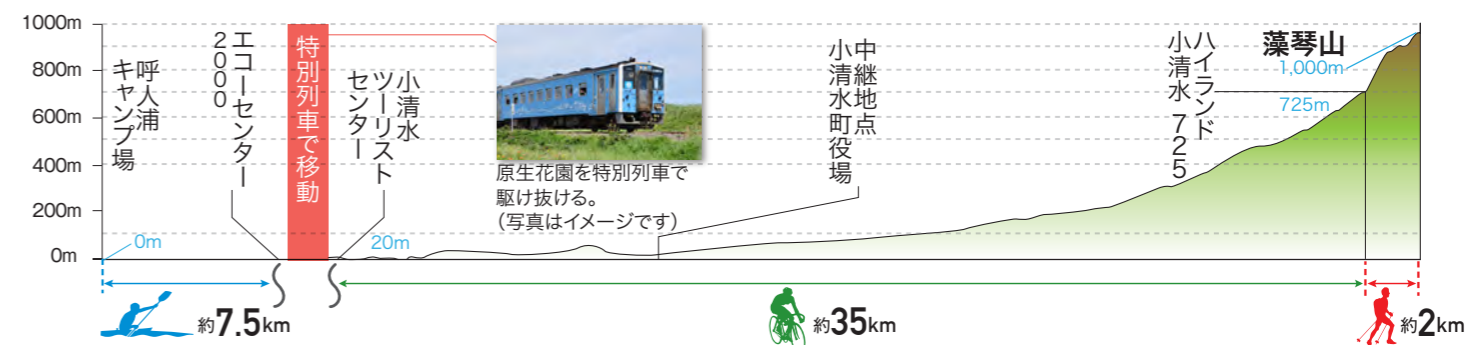 1000m
800m
600m
400m
200m
0m
呼人浦
キャンプ場
0m
エコーセンター
2000
特別列車で移動
小清水
ツーリスト
センター
20m
原生花園を特別列車で
駆け抜ける。
（写真はイメージです）
中継地点
小清水町役場
ハイランド
小清水 725
725m
藻琴山
1,000m
約7.5km
約35km
約2km